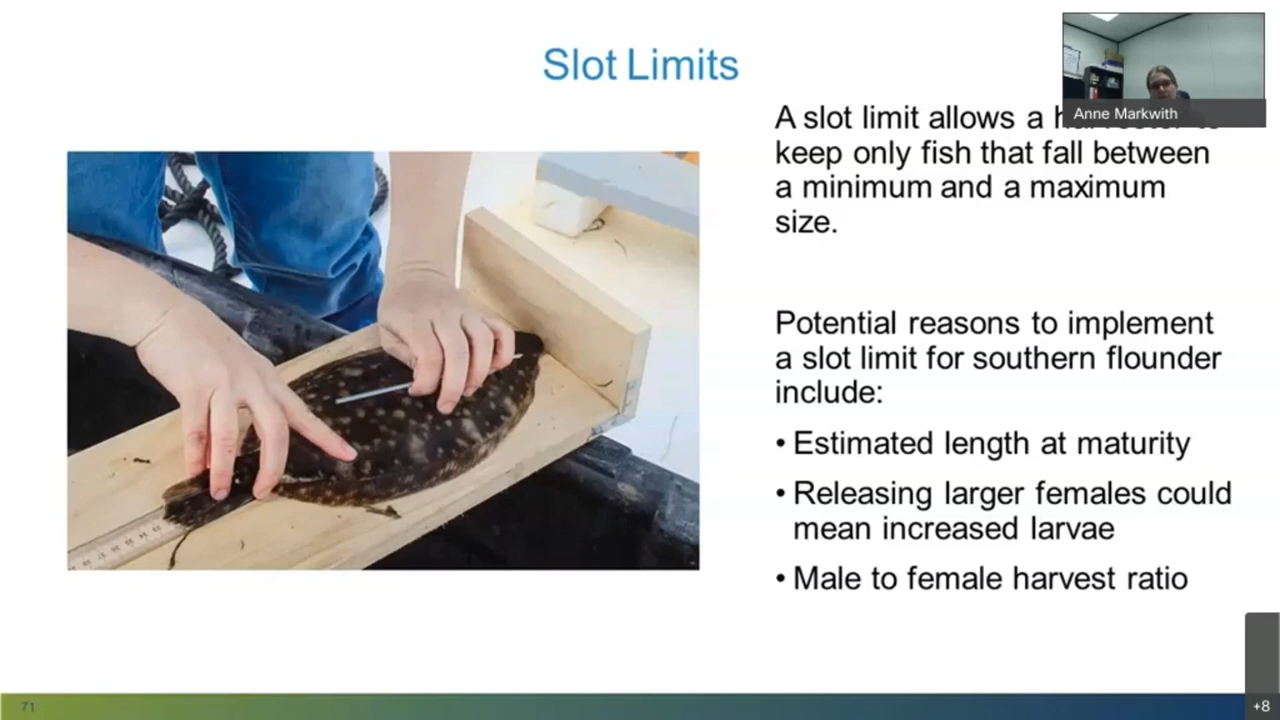 Slot Limits
Anne Markwith
A slot limit allows a
keep only fish that fall between
a minimum and a maximum
size.
Potential reasons to implement
a slot limit for southern flounder
include:
• Estimated length at maturity
• Releasing larger females could
mean increased larvae
• Male to female harvest ratio
71
+8